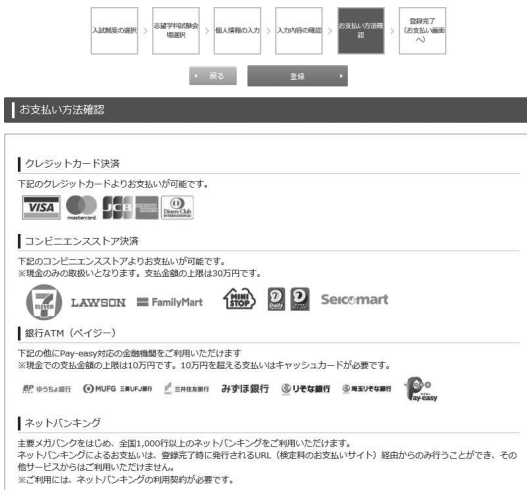 入試制度の選択
志望学科試験会
場選択
個人情報の入力
入力内容の確認
お支払い方法確
認
登録完了
(お支払い画面
へ)
戻る
登録
お支払い方法確認
クレジットカード決済
下記のクレジットカードよりお支払いが可能です。
VISA
mastercard
JCB
Diners Club
コンビニエンスストア決済
下記のコンビニエンスストアよりお支払いが可能です。
※現金のみの取扱いとなります。支払金額の上限は30万円です。
7 ELEVEN LAWSON FamilyMart MINI STOP Daily Seicomart
銀行ATM（ペイジー）
下記の他にPay-easy対応の金融機関をご利用いただけます
※現金での支払金額の上限は10万円です。10万円を超える支払いはキャッシュカードが必要です。
ゆうちょ銀行 MUFG 三菱UFJ銀行 三井住友銀行 みずほ銀行 りそな銀行 埼玉りそな銀行 Pay-easy
ネットバンキング
主要メガバンクをはじめ、全国1,000行以上のネットバンキングをご利用いただけます。
ネットバンキングによるお支払いは、登録完了時に発行されるURL（検定料のお支払いサイト）経由からのみ行うことができ、その
他サービスからはご利用いただけません。
※ご利用には、ネットバンキングの利用契約が必要です。